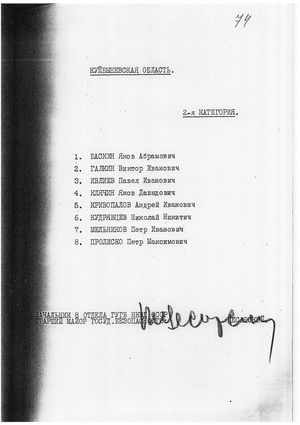 74
КУЙБЫШЕВСКАЯ ОБЛАСТЬ.
2-я КАТЕГОРИЯ.
1. БАСКИН Яков Абрамович
2. ГАЛКИН Виктор Иванович
3. ИВЛИЕВ Павел Иванович
4. КЛЯЧИН Яков Давыдович
5. КРИВОПАЛОВ Андрей Иванович
6. КУДРЯВЦЕВ Николай Никитич
7. МЕЛЬНИКОВ Петр Иванович
8. ПРОЛИСКО Петр Максимович
НАЧАЛЬНИК 8 ОТДЕЛА ГУГБ НКВД СССР
СТАРШИЙ МАЙОР ГОСУД.БЕЗОПАСНОСТИ